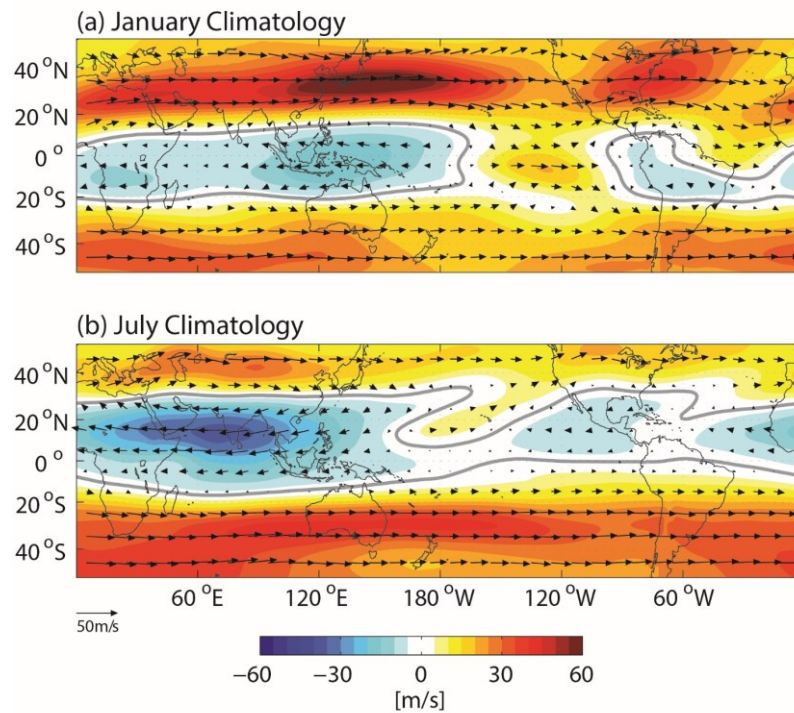 (a) January Climatology
40 °N
20 °N
0 °
20 °S
40 °S
(b) July Climatology
40 °N
20 °N
0 °
20 °S
40 °S
60 °E 120 °E 180 °W 120 °W 60 °W
50m/s
−60 −30 0 30 60
[m/s]